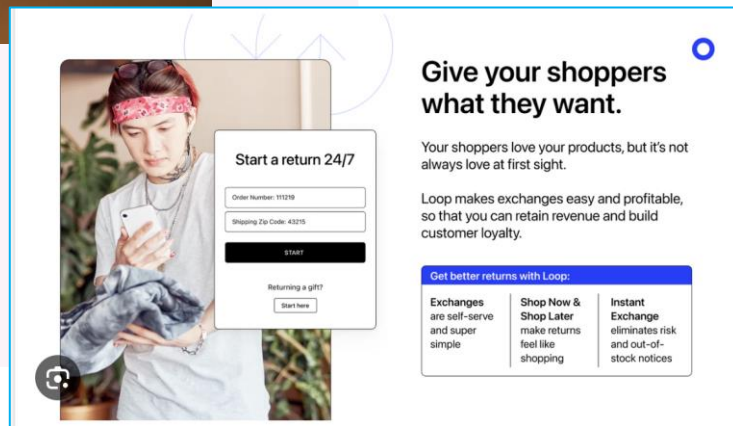 Start a return 24/7
Order Number: 111219
Shipping Zip Code: 43215
START
Returning a gift?
Start here
Give your shoppers
what they want.
Your shoppers love your products, but it's not
always love at first sight.
Loop makes exchanges easy and profitable,
so that you can retain revenue and build
customer loyalty.
Get better returns with Loop:
Exchanges
are self-serve
and super
simple
Shop Now &
Shop Later
make returns
feel like
shopping
Instant
Exchange
eliminates risk
and out-of-
stock notices